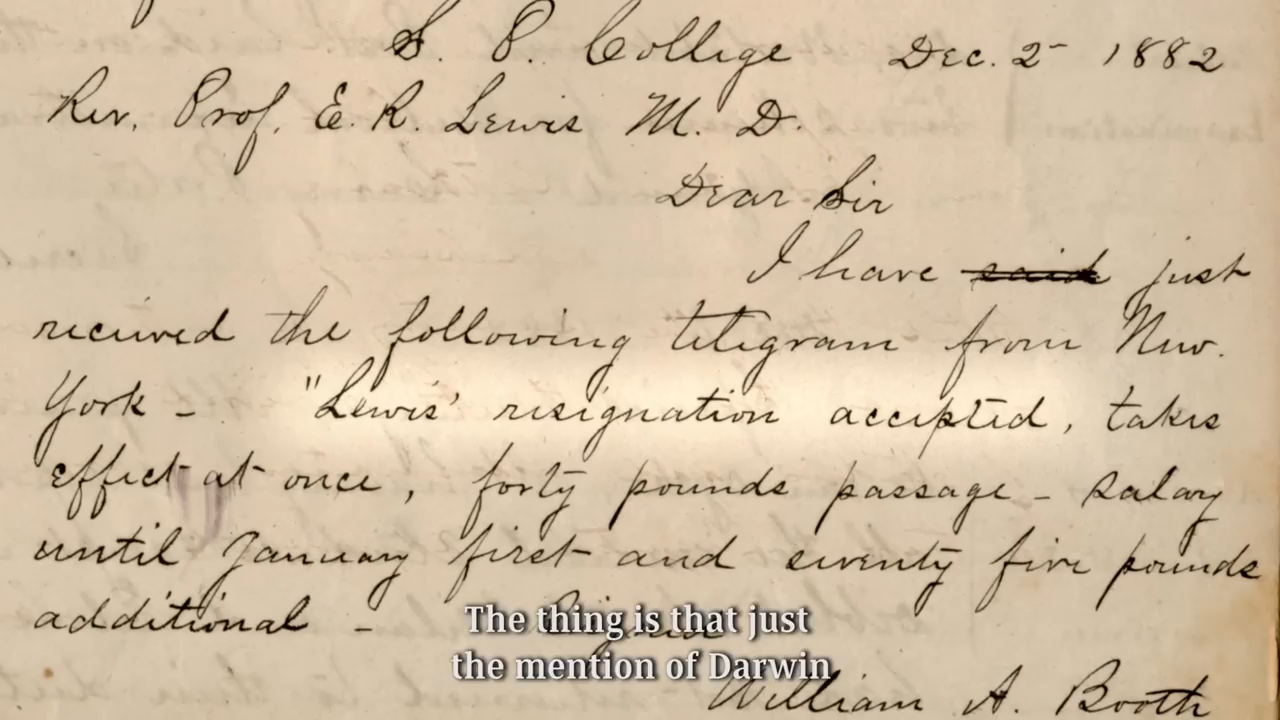 S. P. College Dec. 2- 1882
Rev. Prof. E. R. Lewis M. D.
Dear Sir
I have said just
received the following telegram from New.
York - "Lewis' resignation accepted, takes
effect at once, forty pounds passage - salary
until January first and seventy five pounds
additional - Signed
The thing is that just
the mention of Darwin
William A. Booth